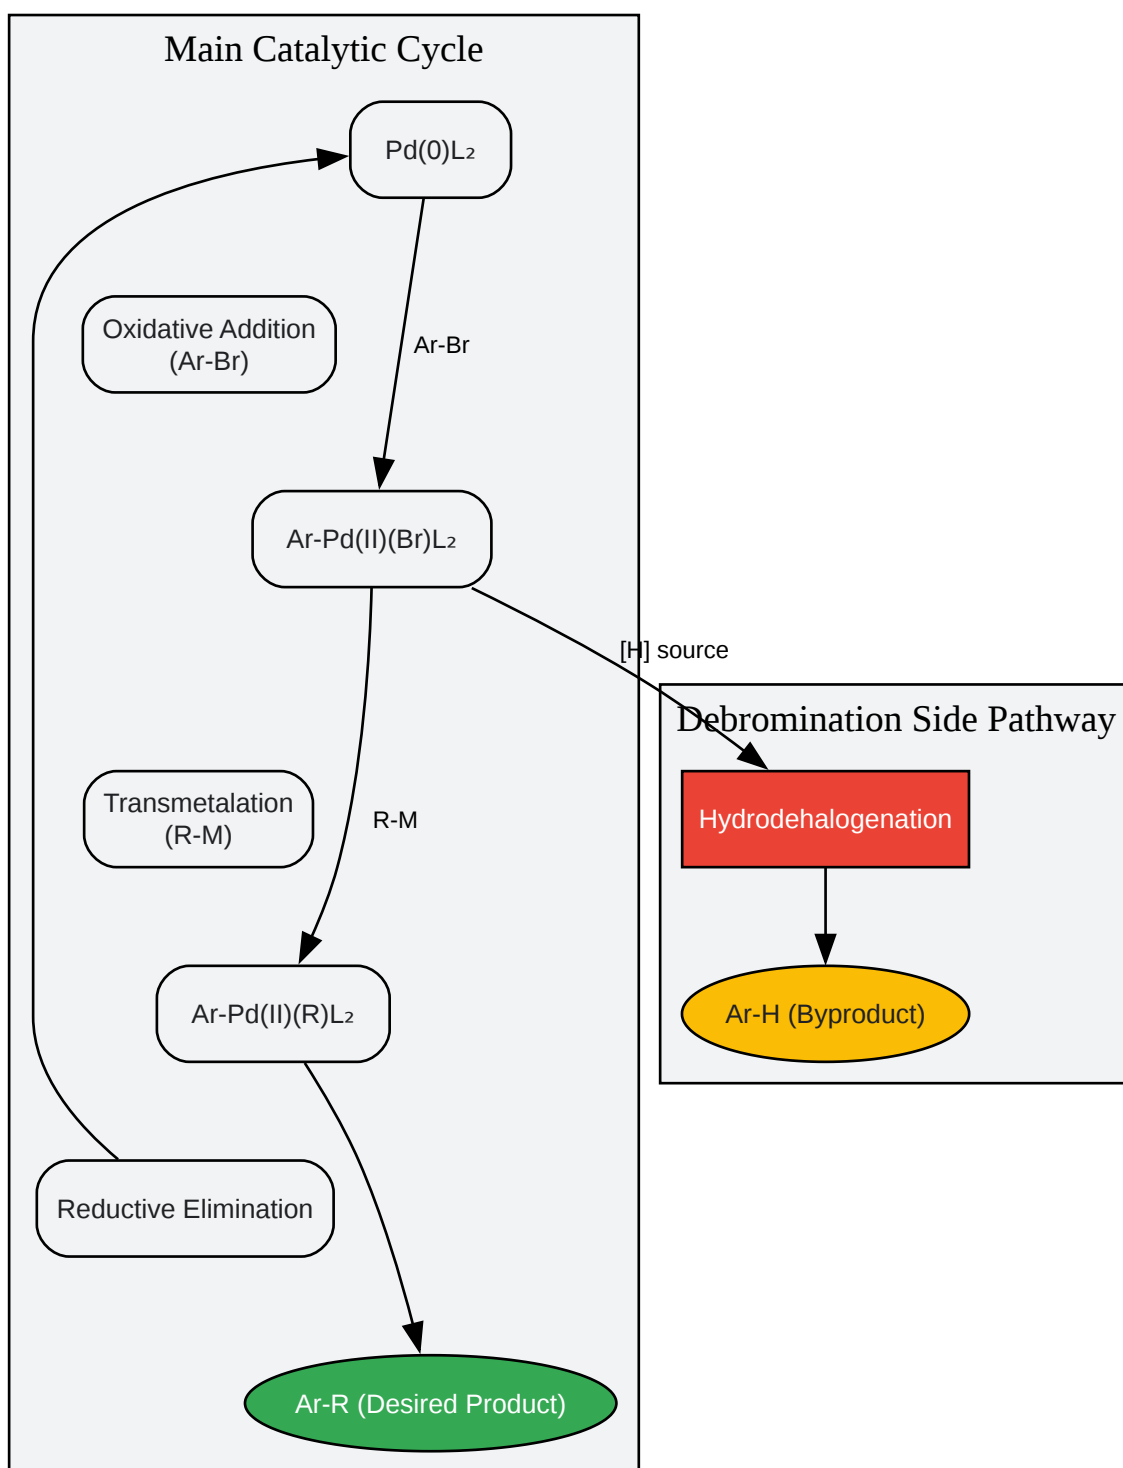 Main Catalytic Cycle
Pd(0)L₂
Oxidative Addition
(Ar-Br)
Ar-Br
Ar-Pd(II)(Br)L₂
[H] source
Debromination Side Pathway
Transmetalation
(R-M)
R-M
Hydrodehalogenation
Ar-Pd(II)(R)L₂
Ar-H (Byproduct)
Reductive Elimination
Ar-R (Desired Product)